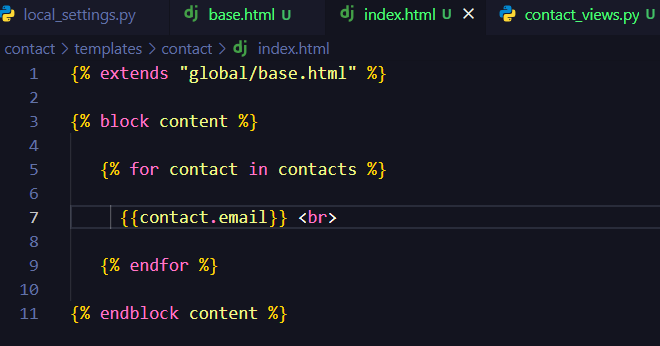 local_settings.py base.html U index.html U contact_views.py U
contact > templates > contact > index.html
1 {% extends "global/base.html" %}
2
3 {% block content %}
4
5 {% for contact in contacts %}
6
7 {{contact.email}} <br>
8
9 {% endfor %}
10
11 {% endblock content %}